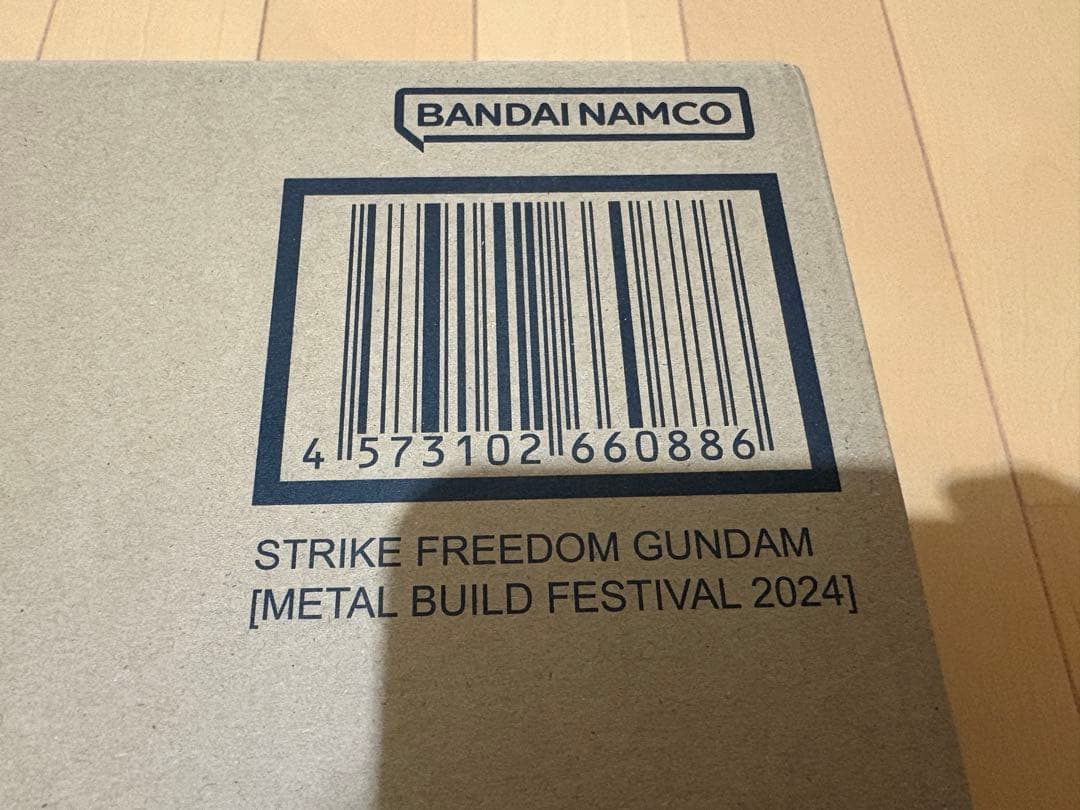 BANDAI NAMCO
4 573102 660886
STRIKE FREEDOM GUNDAM
[METAL BUILD FESTIVAL 2024]